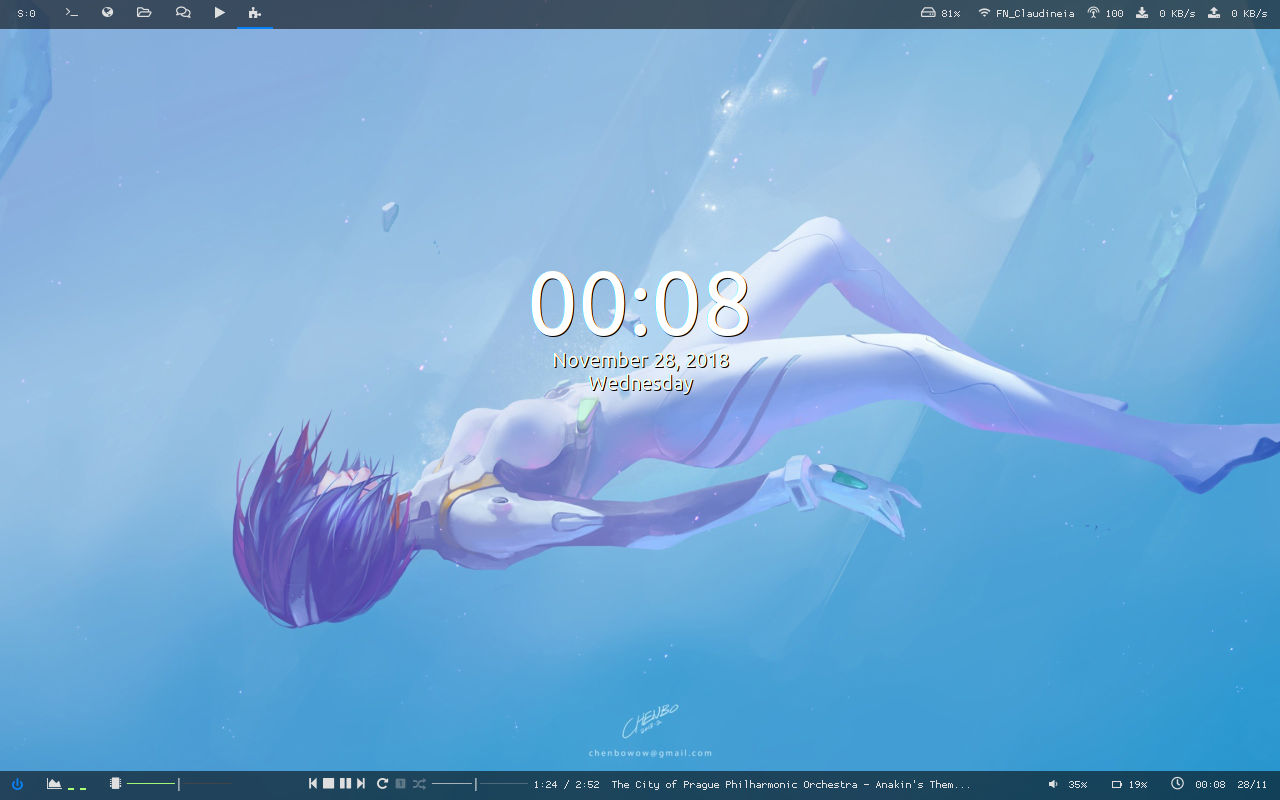 S:0 81% FN_Claudineia 100 0 KB/s 0 KB/s
00:08
November 28, 2018
Wednesday
CHENBO
chenbowow@gmail.com
1:24 / 2:52 The City of Prague Philharmonic Orchestra - Anakin's Them... 35% 19% 00:08 28/11